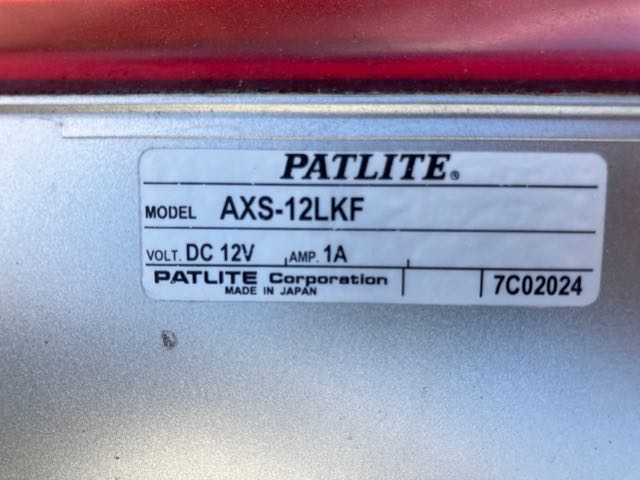 PATLITE®
MODEL AXS-12LKF
VOLT. DC 12V AMP. 1A
PATLITE Corporation 7C02024
MADE IN JAPAN